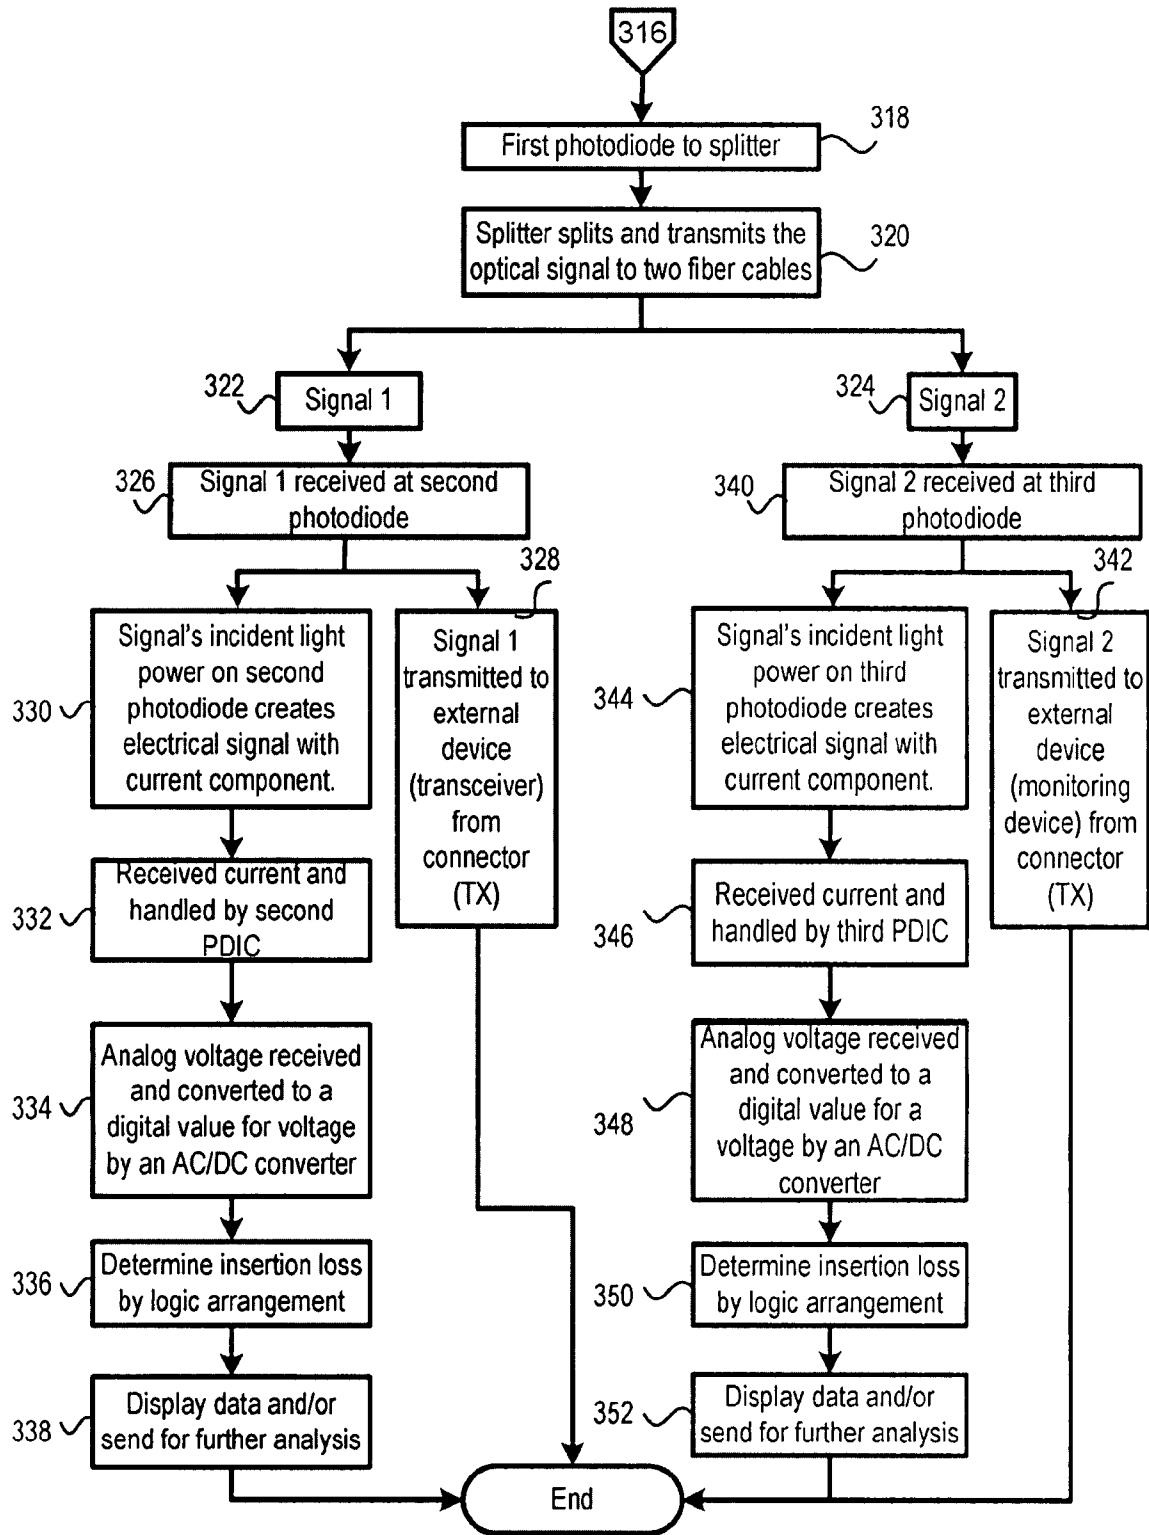 316
318
First photodiode to splitter
Splitter splits and transmits the
optical signal to two fiber cables
320
322
Signal 1
324
Signal 2
326
Signal 1 received at second
photodiode
340
Signal 2 received at third
photodiode
328
342
330
Signal's incident light
power on second
photodiode creates
electrical signal with
current component.
Signal 1
transmitted to
external
device
(transceiver)
from
connector
(TX)
344
Signal's incident light
power on third
photodiode creates
electrical signal with
current component.
Signal 2
transmitted to
external
device
(monitoring
device) from
connector
(TX)
332
Received current and
handled by second
PDIC
346
Received current and
handled by third PDIC
334
Analog voltage received
and converted to a
digital value for voltage
by an AC/DC converter
348
Analog voltage received
and converted to a
digital value for a
voltage by an AC/DC
converter
336
Determine insertion loss
by logic arrangement
350
Determine insertion loss
by logic arrangement
338
Display data and/or
send for further analysis
352
Display data and/or
send for further analysis
End